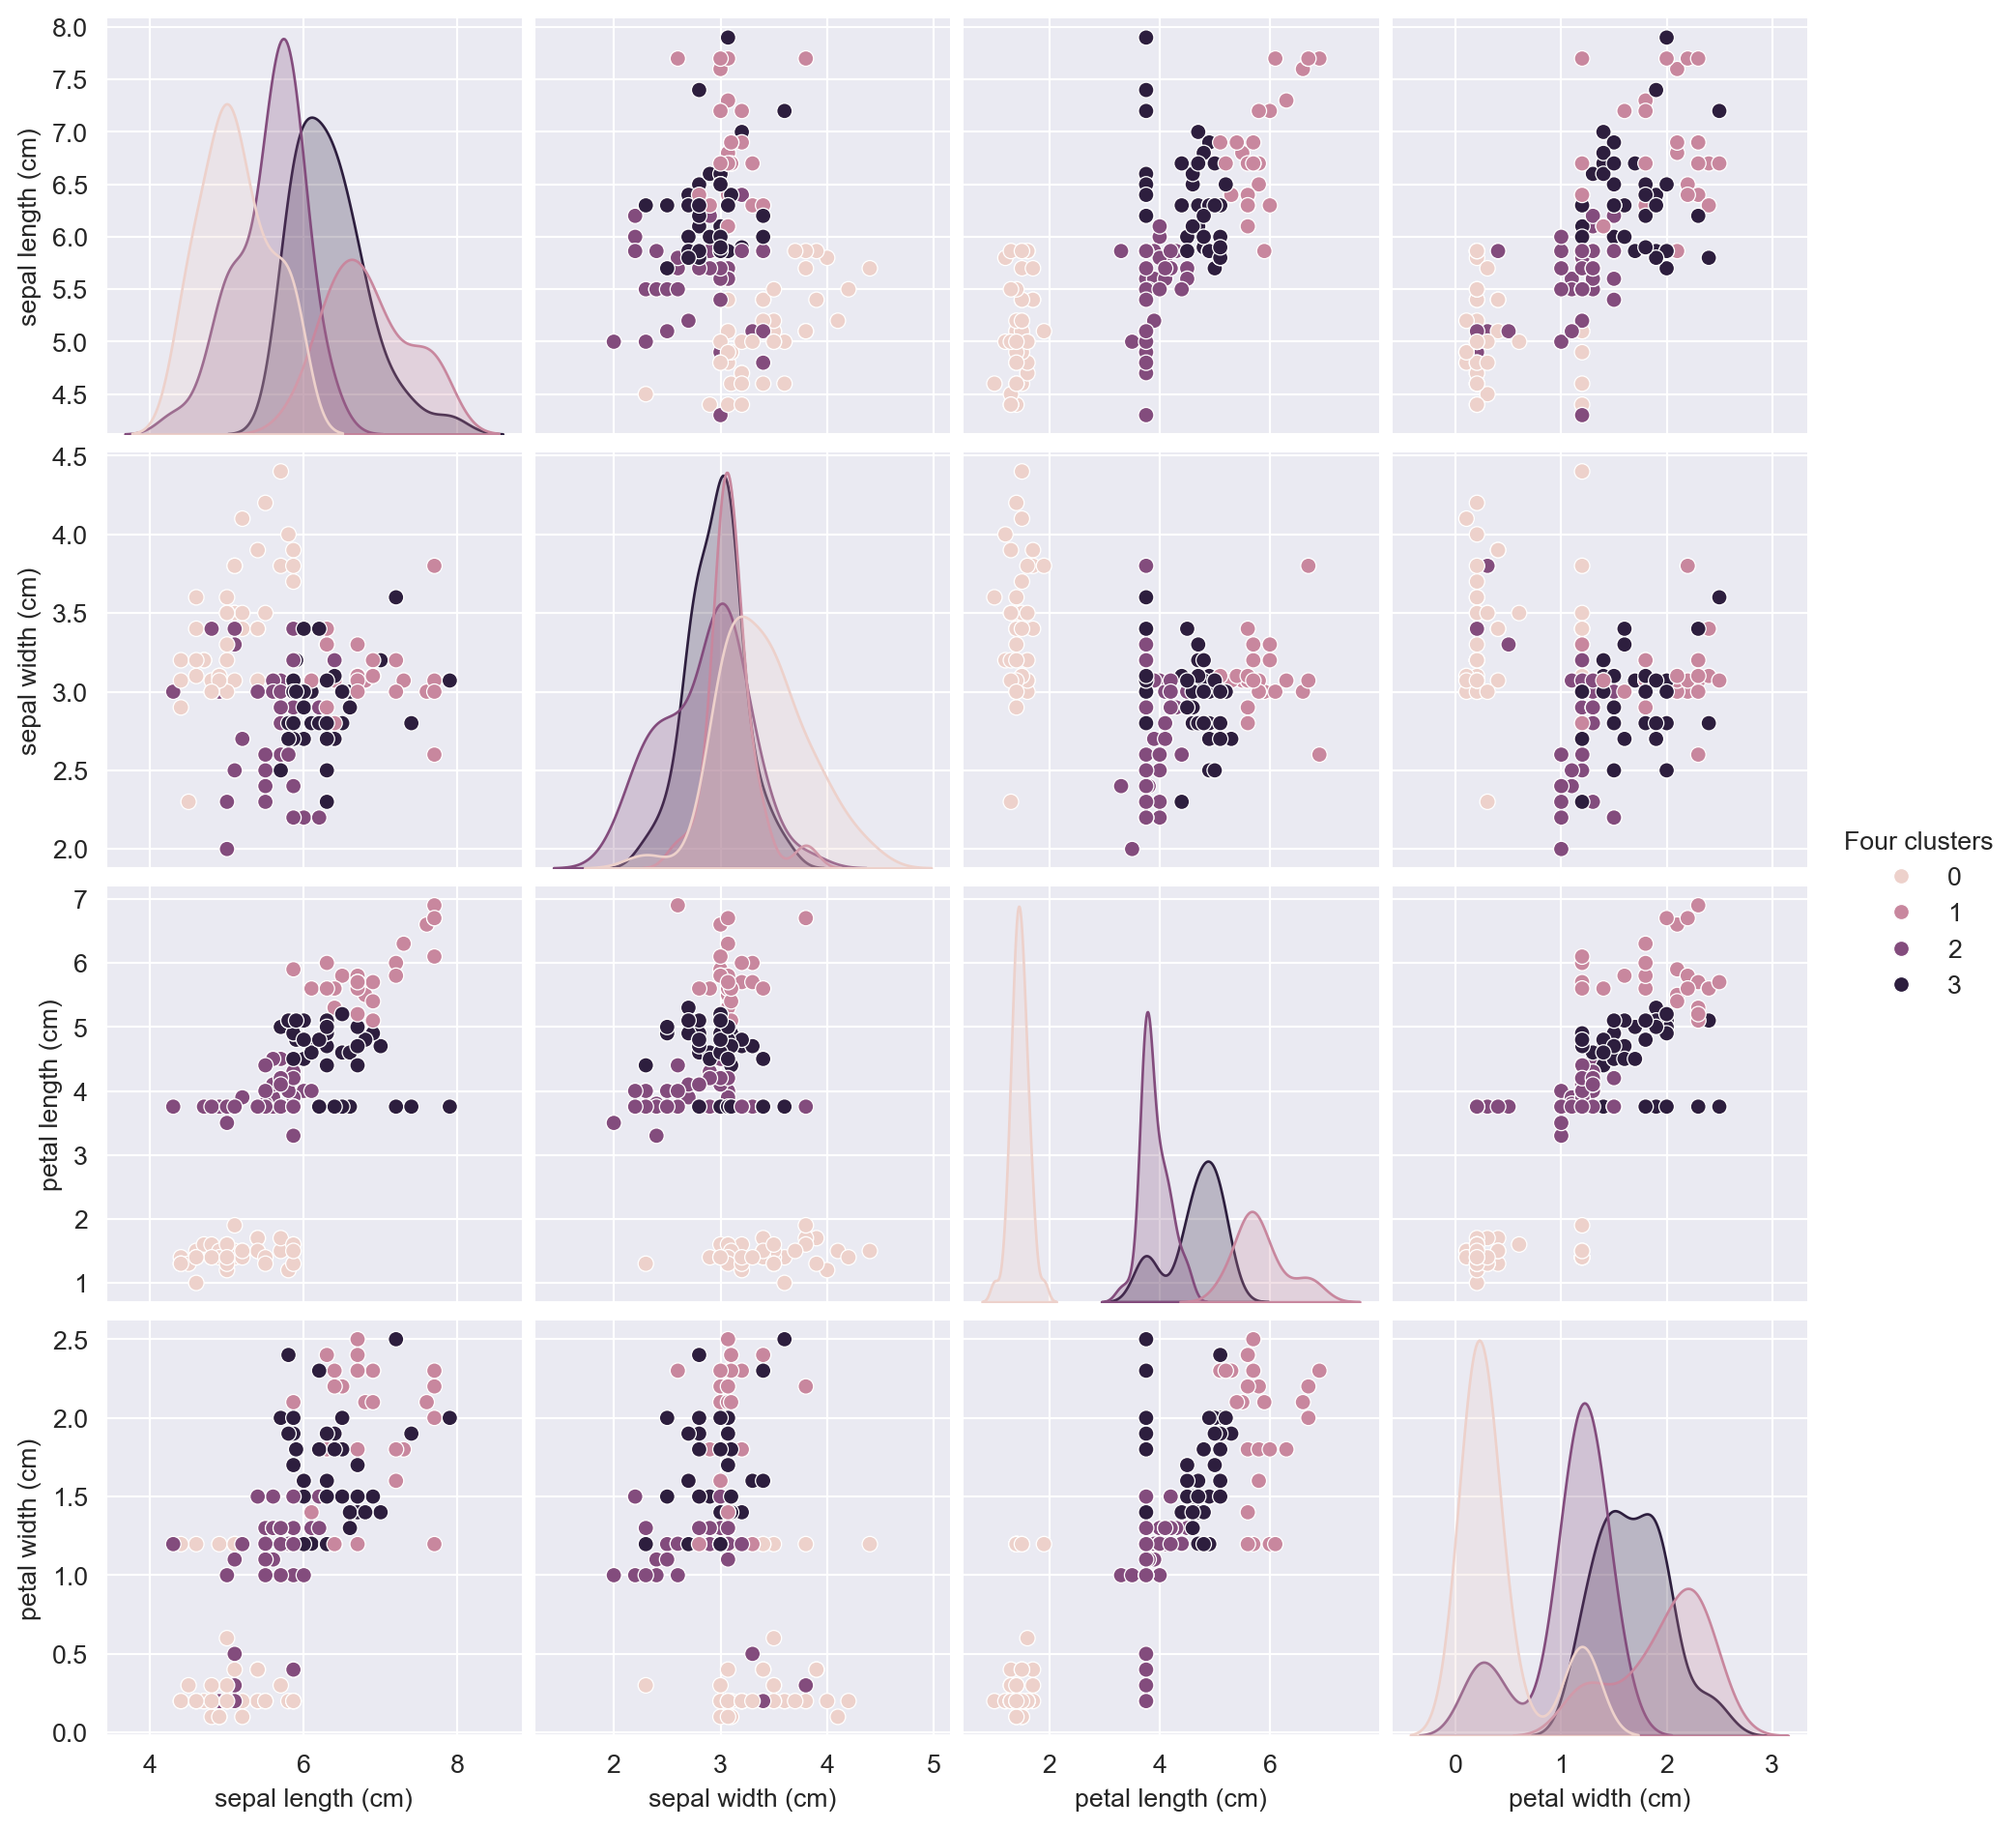 8.0
7.5
7.0
6.5
6.0
5.5
5.0
4.5
sepal length (cm)
4.5
4.0
3.5
3.0
2.5
2.0
sepal width (cm)
7
6
5
4
3
2
1
petal length (cm)
2.5
2.0
1.5
1.0
0.5
0.0
petal width (cm)
4 6 8
sepal length (cm)
2 3 4 5
sepal width (cm)
2 4 6
petal length (cm)
0 1 2 3
petal width (cm)
Four clusters
0
1
2
3